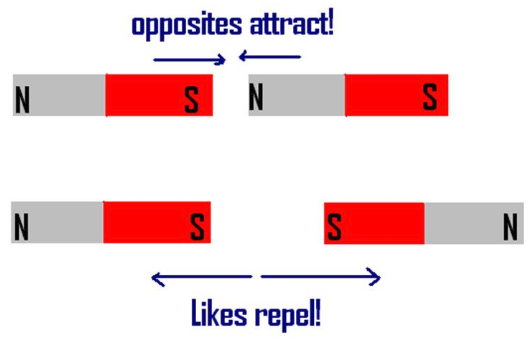 opposites attract!
N S N S
N S S N
Likes repel!